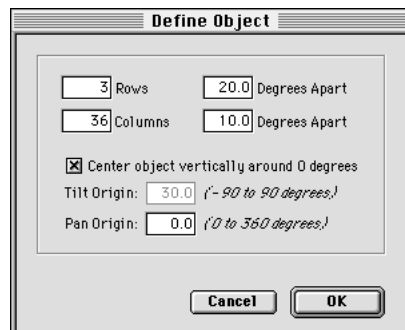 Define Object
3 Rows 20.0 Degrees Apart
36 Columns 10.0 Degrees Apart
Center object vertically around 0 degrees
Tilt Origin: 30.0 (-90 to 90 degrees.)
Pan Origin: 0.0 (0 to 360 degrees.)
Cancel OK